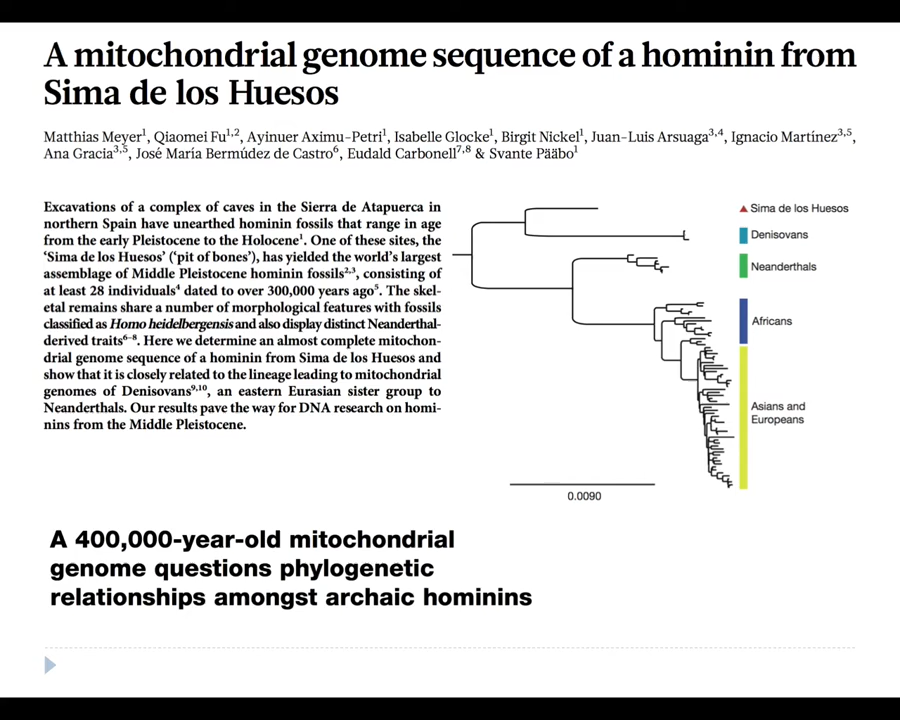 A mitochondrial genome sequence of a hominin from
Sima de los Huesos
Matthias Meyer1, Qiaomei Fu1,2, Ayinuer Aximu-Petri1, Isabelle Glocke1, Birgit Nickel1, Juan-Luis Arsuaga3,4, Ignacio Martínez3,5,
Ana Gracia3,5, José María Bermúdez de Castro6, Eudald Carbonell7,8 & Svante Pääbo1
Excavations of a complex of caves in the Sierra de Atapuerca in
northern Spain have unearthed hominin fossils that range in age
from the early Pleistocene to the Holocene1. One of these sites, the
‘Sima de los Huesos’ (‘pit of bones’), has yielded the world’s largest
assemblage of Middle Pleistocene hominin fossils2,3, consisting of
at least 28 individuals4 dated to over 300,000 years ago5. The skel-
etal remains share a number of morphological features with fossils
classified as Homo heidelbergensis and also display distinct Neanderthal-
derived traits6–8. Here we determine an almost complete mitochon-
drial genome sequence of a hominin from Sima de los Huesos and
show that it is closely related to the lineage leading to mitochondrial
genomes of Denisovans9,10, an eastern Eurasian sister group to
Neanderthals. Our results pave the way for DNA research on homi-
nins from the Middle Pleistocene.
Sima de los Huesos
Denisovans
Neanderthals
Africans
Asians and
Europeans
0.0090
A 400,000-year-old mitochondrial
genome questions phylogenetic
relationships amongst archaic hominins